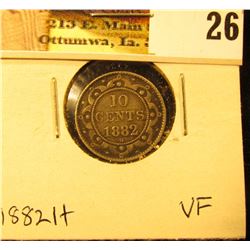 213 E. Main
Ottumwa, Ia.
26
10
CENTS
1882
H
1882H
VF